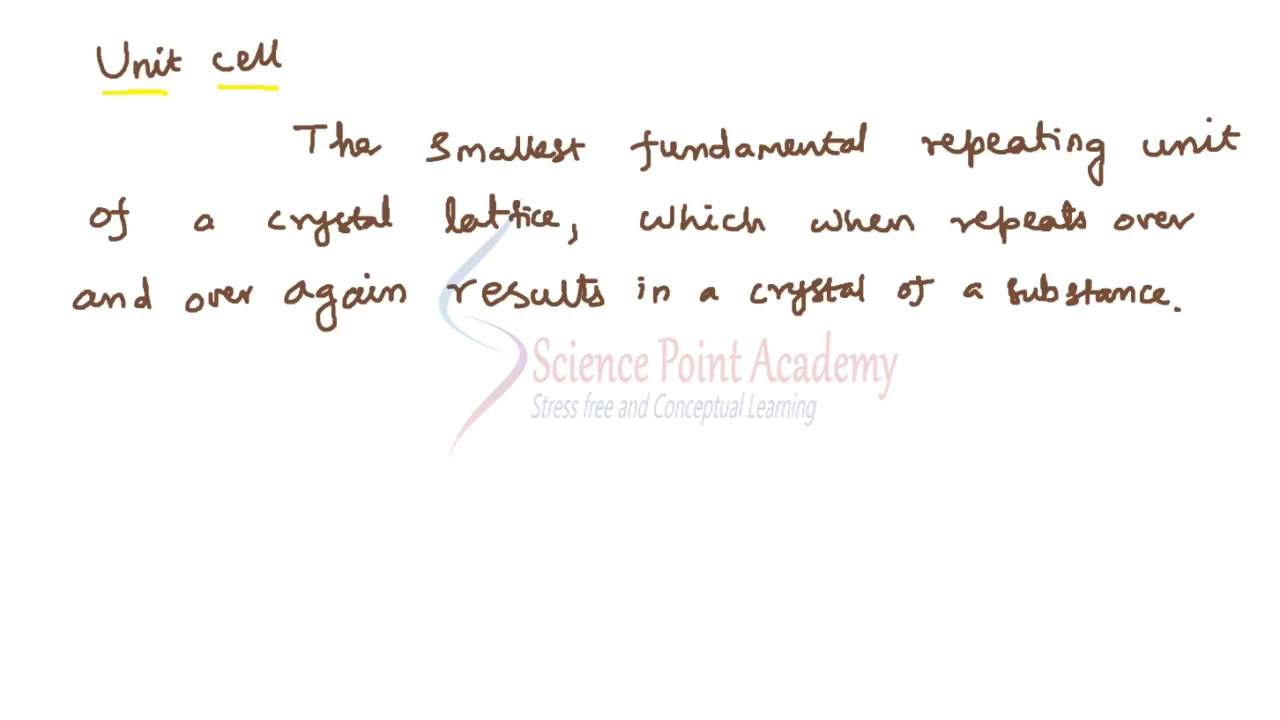 Unit cell
The smallest fundamental repeating unit
of a crystal lattice, which when repeats over
and over again results in a crystal of a substance.
Science Point Academy
Stress free and Conceptual Learning